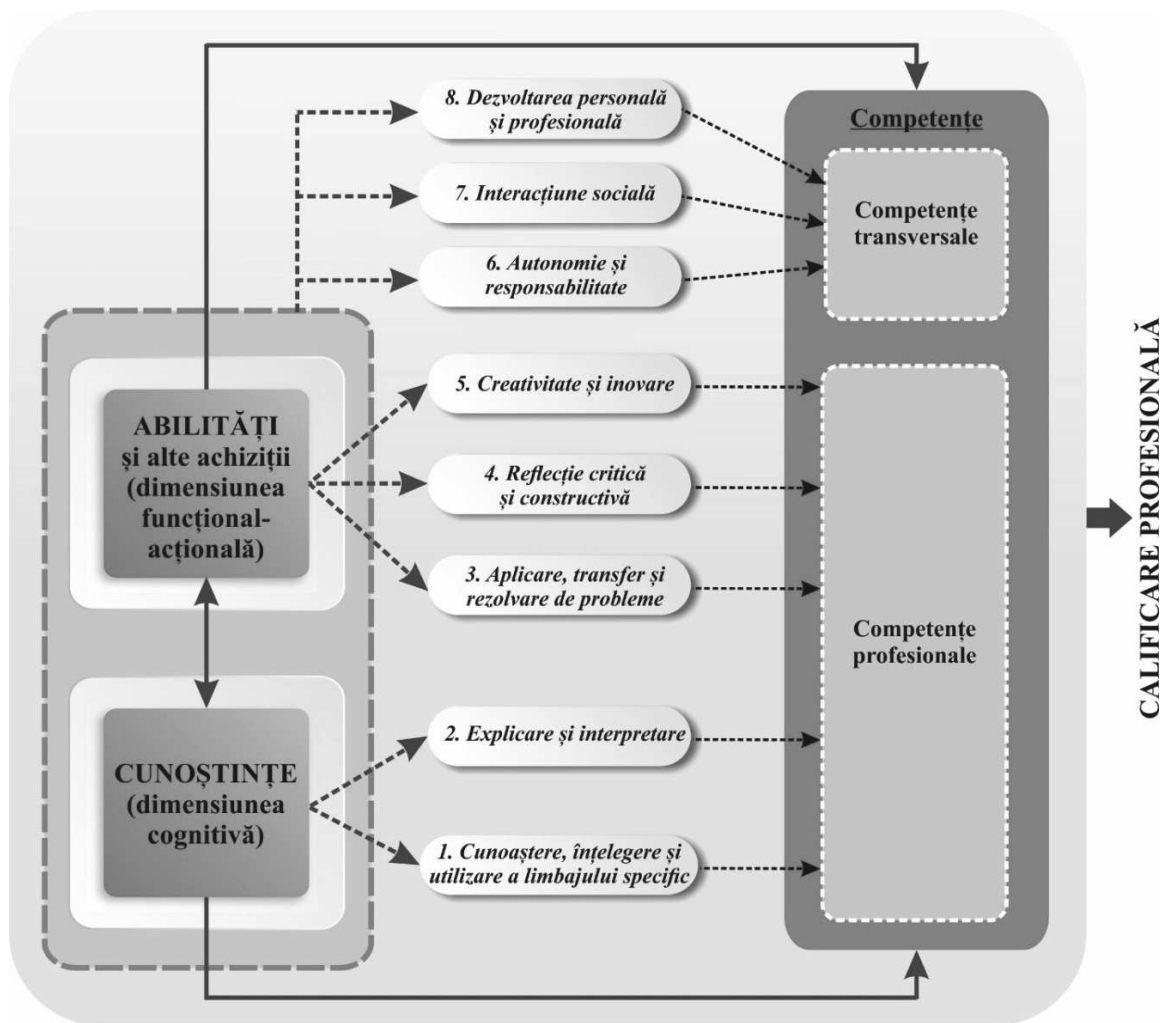 8. Dezvoltarea personală
și profesională
7. Interacțiune socială
6. Autonomie și
responsabilitate
5. Creativitate și inovare
4. Reflecție critică
și constructivă
3. Aplicare, transfer și
rezolvare de probleme
2. Explicare și interpretare
1. Cunoaștere, înțelegere și
utilizare a limbajului specific
ABILITĂȚI
și alte achiziții
(dimensiunea
funcțional-
acțională)
CUNOȘTINȚE
(dimensiunea
cognitivă)
Competențe
Competențe
transversale
Competențe
profesionale
CALIFICARE PROFESIONALĂ